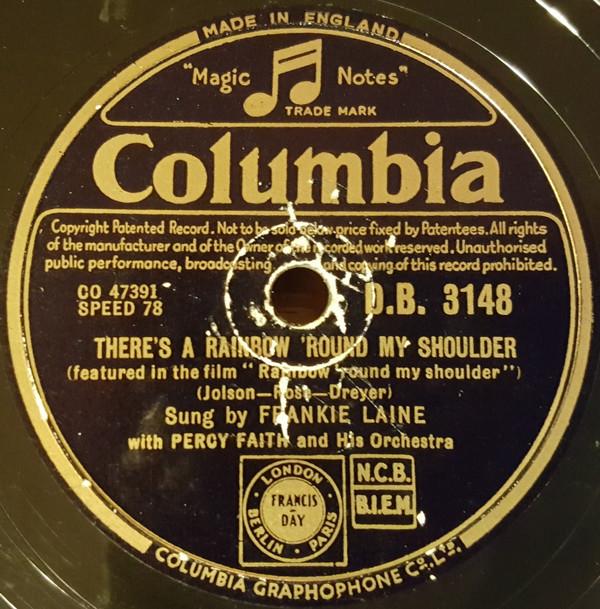 MADE IN ENGLAND
"Magic Notes"
TRADE MARK
Columbia
Copyright Patented Record. Not to be sold below price fixed by Patentees. All rights
of the manufacturer and of the Owner of the recorded work reserved. Unauthorised
public performance, broadcasting and copying of this record prohibited.
CO 47391
SPEED 78
D.B. 3148
THERE'S A RAINBOW 'ROUND MY SHOULDER
(featured in the film "Rainbow 'round my shoulder")
(Jolson—Rose—Dreyer)
Sung by FRANKIE LAINE
with PERCY FAITH and His Orchestra
LONDON
FRANCIS-
DAY
BERLIN · PARIS
N.C.B.
B.I.E.M.
COLUMBIA GRAPHOPHONE CO. LTD.